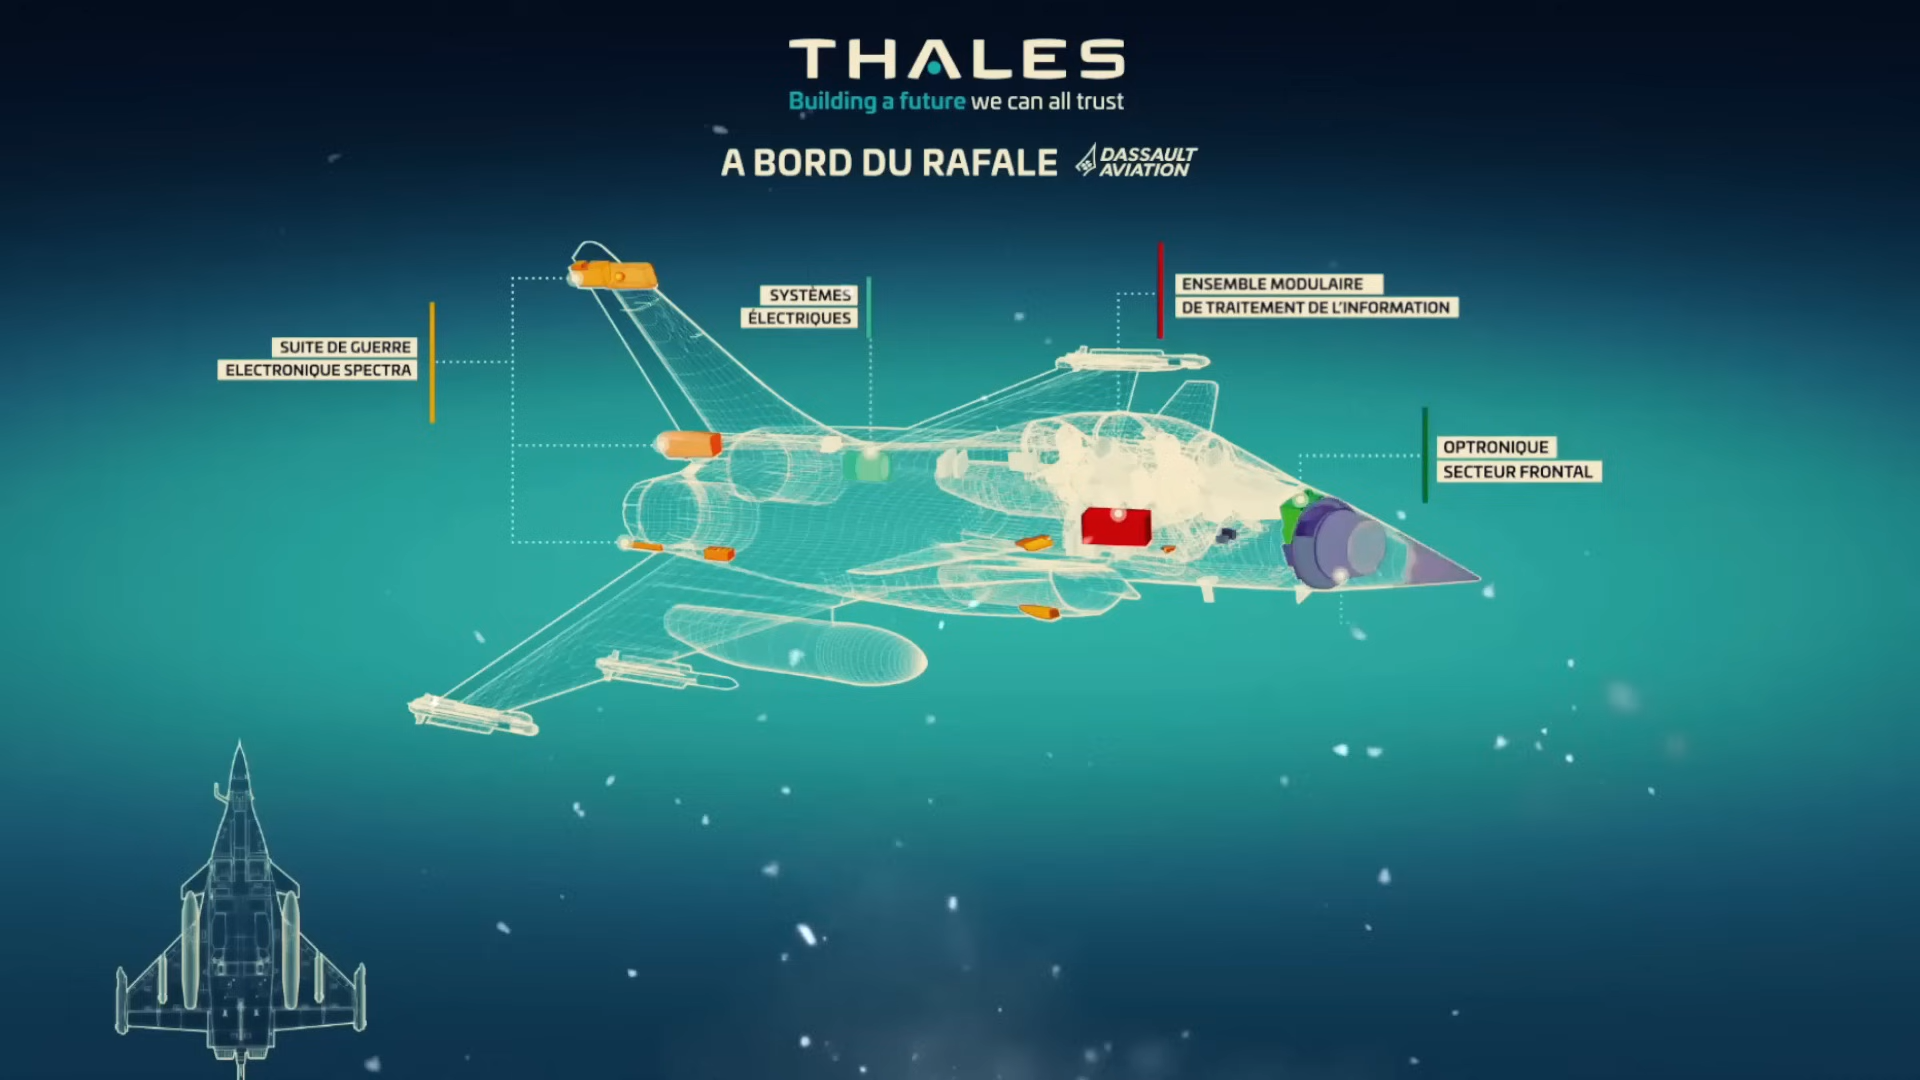 THALES
Building a future we can all trust
A BORD DU RAFALE
DASSAULT
AVIATION
SUITE DE GUERRE
ELECTRONIQUE SPECTRA
SYSTÈMES
ÉLECTRIQUES
ENSEMBLE MODULAIRE
DE TRAITEMENT DE L'INFORMATION
OPTRONIQUE
SECTEUR FRONTAL